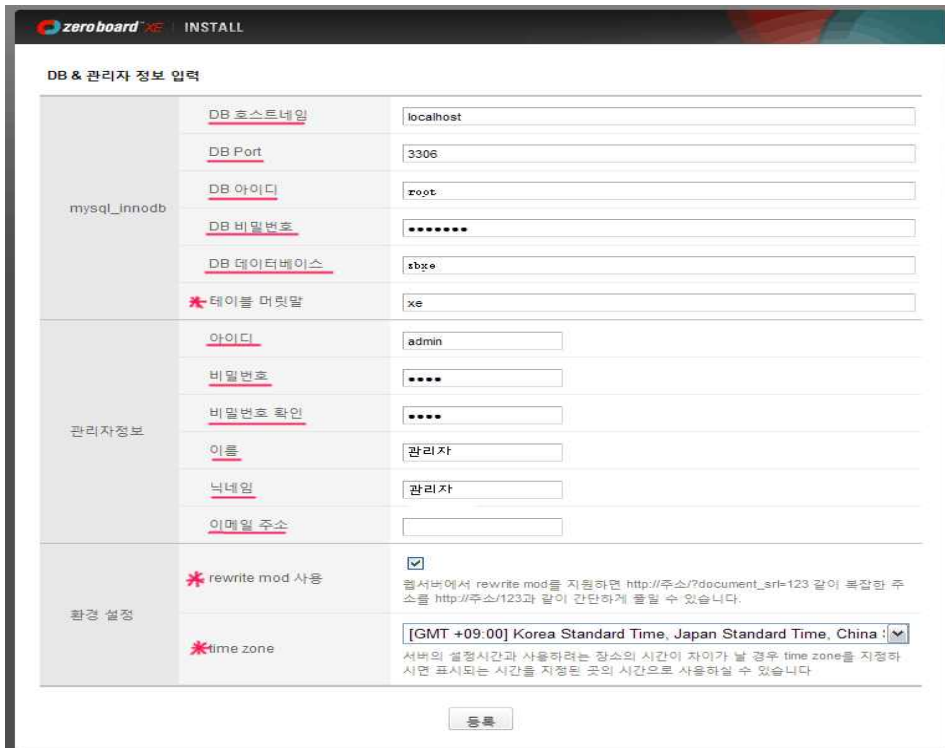 zeroboard XE INSTALL
DB & 관리자 정보 입력
mysql_innodb
DB 호스트네임
localhost
DB Port
3306
DB 아이디
root
DB 비밀번호
•••••••
DB 데이터베이스
sbxe
테이블 머릿말
xe
관리자정보
아이디
admin
비밀번호
••••
비밀번호 확인
••••
이름
관리자
닉네임
관리자
이메일 주소
환경 설정
rewrite mod 사용
웹서버에서 rewrite mod를 지원하면 http://주소/?document_srl=123 같이 복잡한 주
소를 http://주소/123과 같이 간단하게 줄일 수 있습니다.
time zone
[GMT +09:00] Korea Standard Time, Japan Standard Time, China
서버의 설정시간과 사용하려는 장소의 시간이 차이가 날 경우 time zone를 지정하
시면 표시되는 시간을 지정된 곳의 시간으로 사용하실 수 있습니다
등록